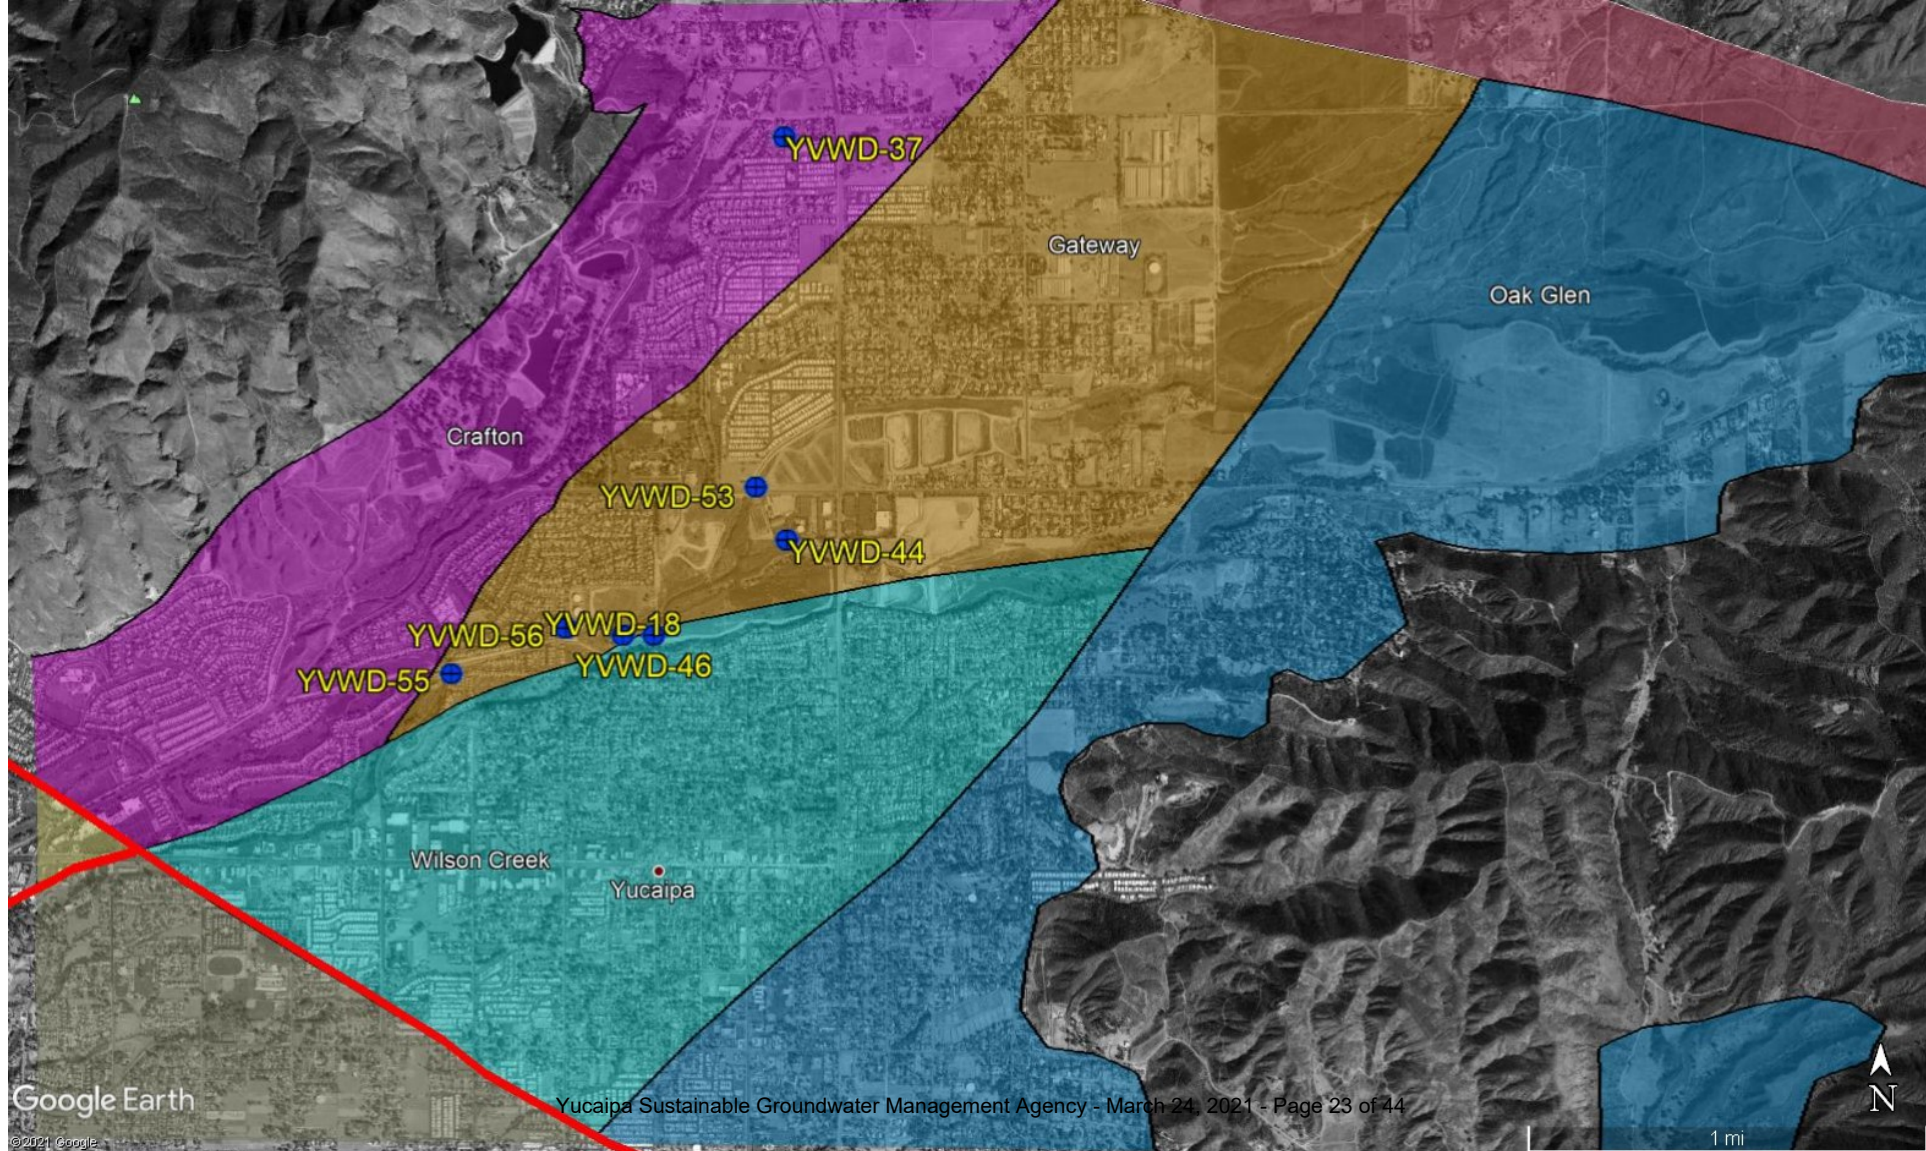 YVWD-37
Gateway
Oak Glen
Crafton
YVWD-53
YVWD-44
YVWD-18
YVWD-56
YVWD-46
YVWD-55
Wilson Creek
Yucaipa
Google Earth
Yucaipa Sustainable Groundwater Management Agency - March 24, 2021 - Page 23 of 44
N
©2021 Google
1 mi